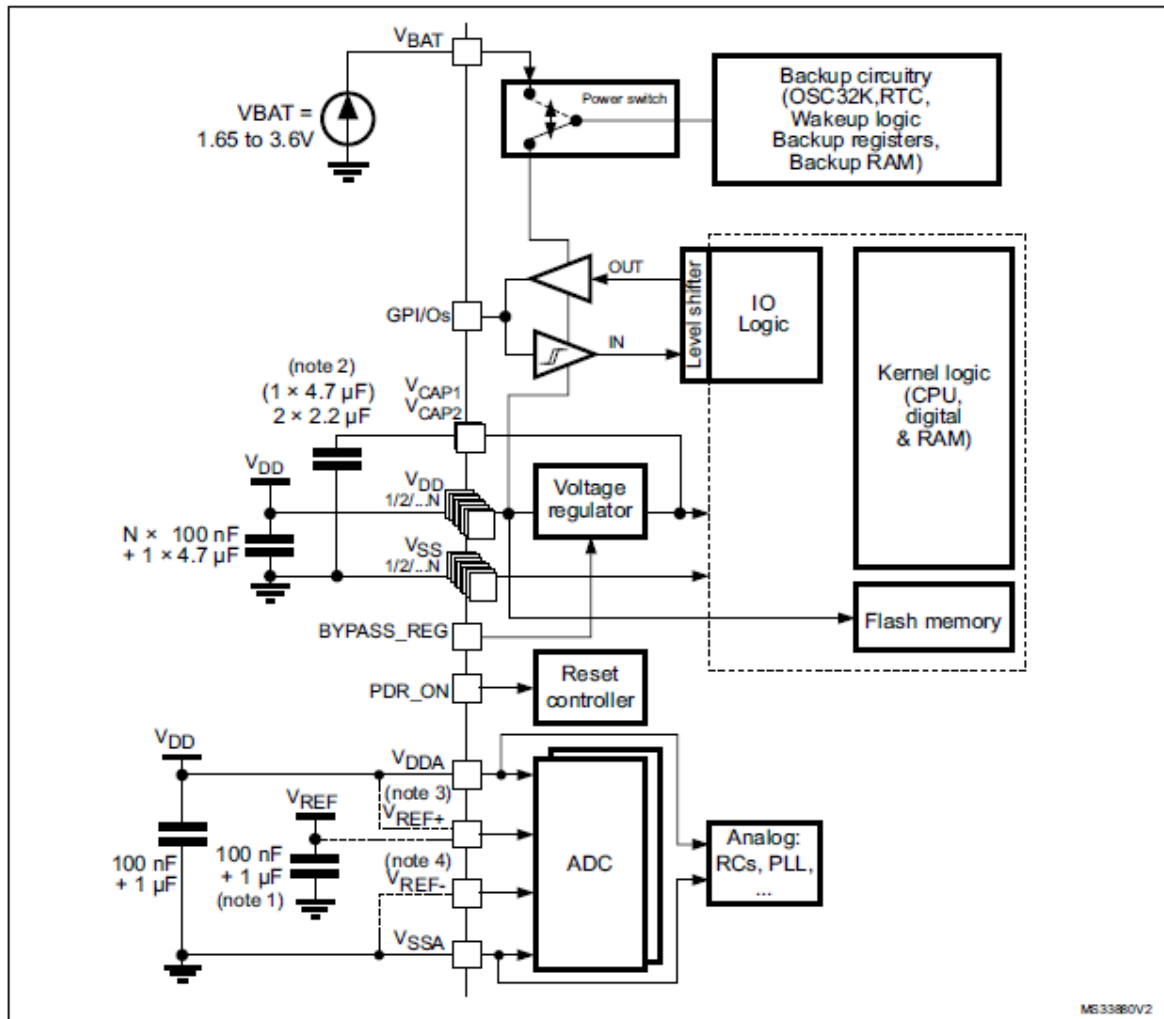 VBAT
VBAT =
1.65 to 3.6V
Power switch
Backup circuitry
(OSC32K,RTC,
Wakeup logic
Backup registers,
Backup RAM)
GPI/Os
OUT
IN
Level shifter
IO
Logic
Kernel logic
(CPU,
digital
& RAM)
(note 2)
(1 × 4.7 µF)
2 × 2.2 µF
VCAP1
VCAP2
VDD
N × 100 nF
+ 1 × 4.7 µF
VDD
1/2/...N
Voltage
regulator
VSS
1/2/...N
Flash memory
BYPASS_REG
PDR_ON
Reset
controller
VDD
100 nF
+ 1 µF
VREF
100 nF
+ 1 µF
(note 1)
VDDA
(note 3)
VREF+
(note 4)
VREF-
VSSA
ADC
Analog:
RCs, PLL,
...
MS33880V2